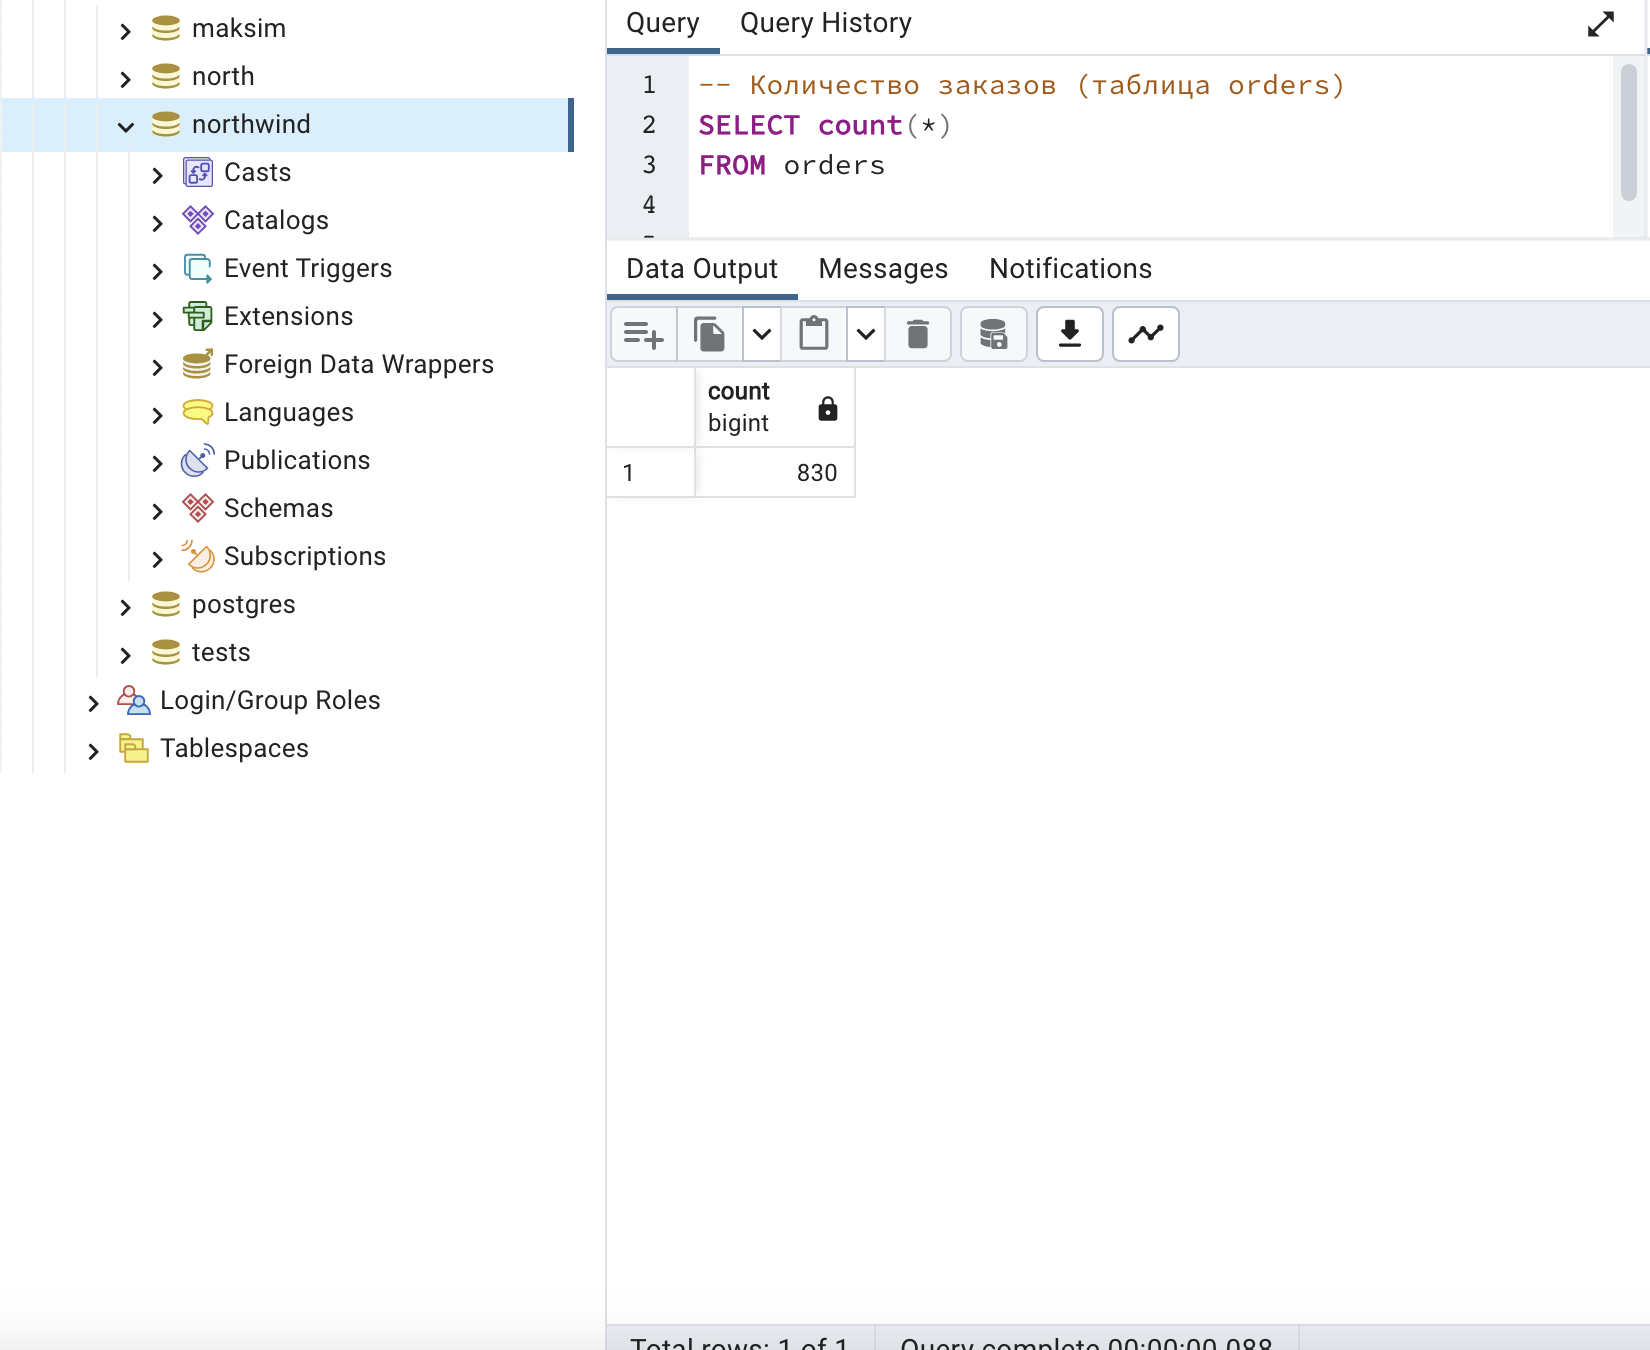 maksim
north
northwind
Casts
Catalogs
Event Triggers
Extensions
Foreign Data Wrappers
Languages
Publications
Schemas
Subscriptions
postgres
tests
Login/Group Roles
Tablespaces
Query Query History
1 -- Количество заказов (таблица orders)
2 SELECT count(*)
3 FROM orders
4
Data Output Messages Notifications
count
bigint
1 830
Total rows: 1 of 1 Query complete 00:00:00.088